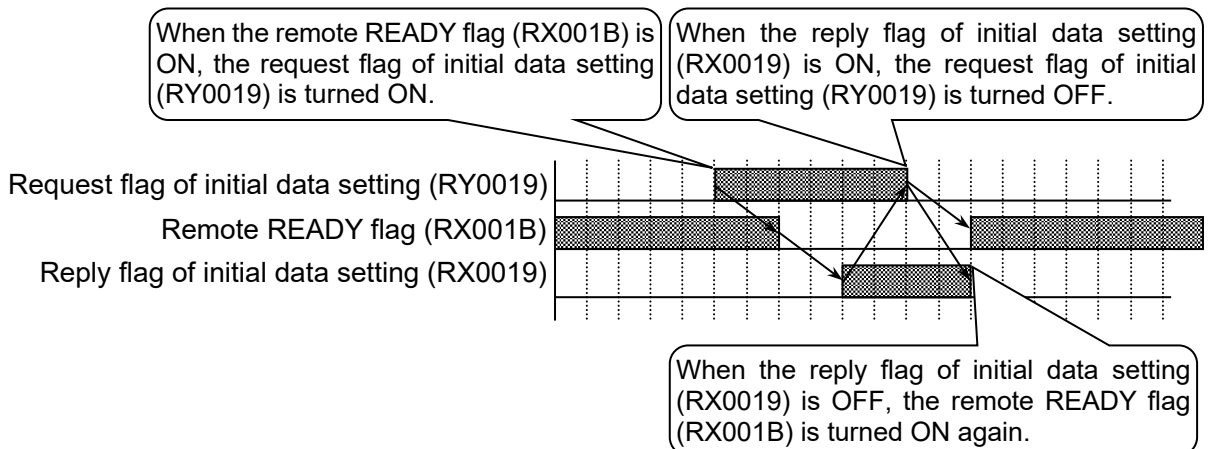 When the remote READY flag (RX001B) is
ON, the request flag of initial data setting
(RY0019) is turned ON.
When the reply flag of initial data setting
(RX0019) is ON, the request flag of initial
data setting (RY0019) is turned OFF.
Request flag of initial data setting (RY0019)
Remote READY flag (RX001B)
Reply flag of initial data setting (RX0019)
When the reply flag of initial data setting
(RX0019) is OFF, the remote READY flag
(RX001B) is turned ON again.